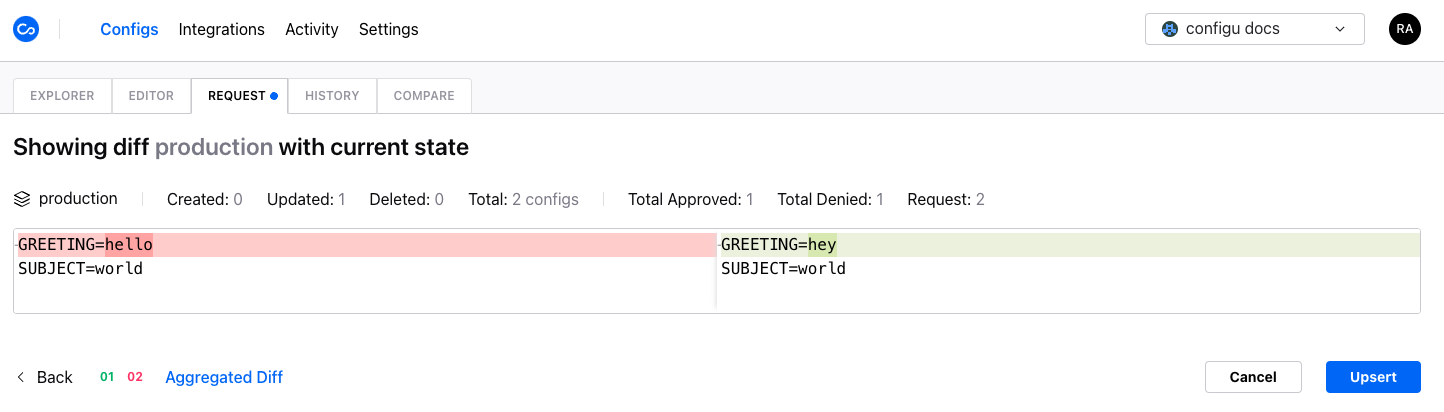 Configs Integrations Activity Settings configu docs RA
EXPLORER EDITOR REQUEST HISTORY COMPARE
Showing diff production with current state
production Created: 0 Updated: 1 Deleted: 0 Total: 2 configs Total Approved: 1 Total Denied: 1 Request: 2
-GREETING=hello -GREETING=hey
SUBJECT=world SUBJECT=world
Back 01 02 Aggregated Diff Cancel Upsert